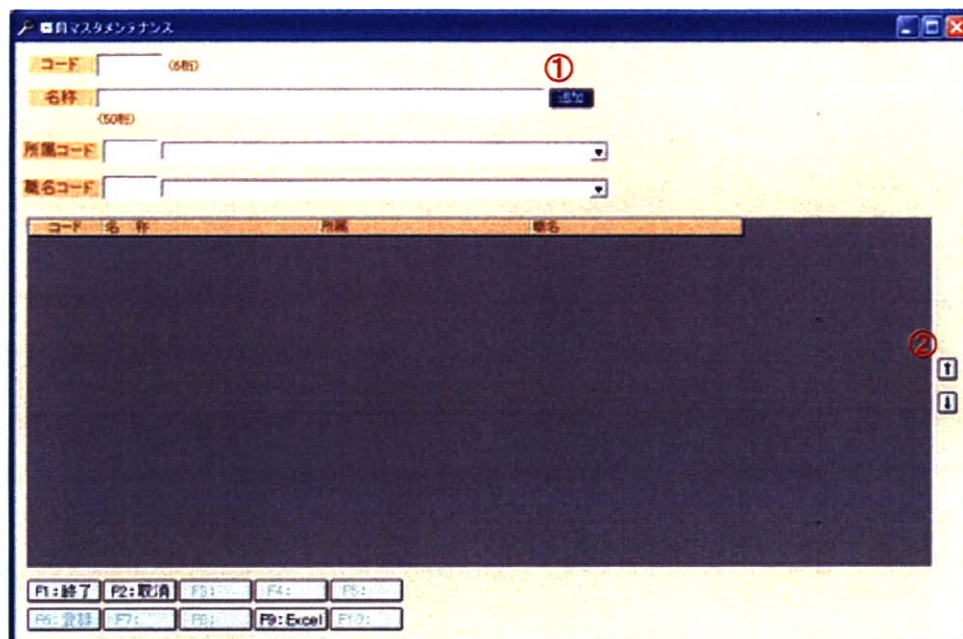 職員マスタメンテナンス
コード (6桁)
①
名称 追加
(50桁)
所属コード
職名コード
コード 名 称 所属 職名
②
↑
↓
F1:終了 F2:取消 F3: F4: F5:
F6:登録 F7: F8: F9:Excel F10: